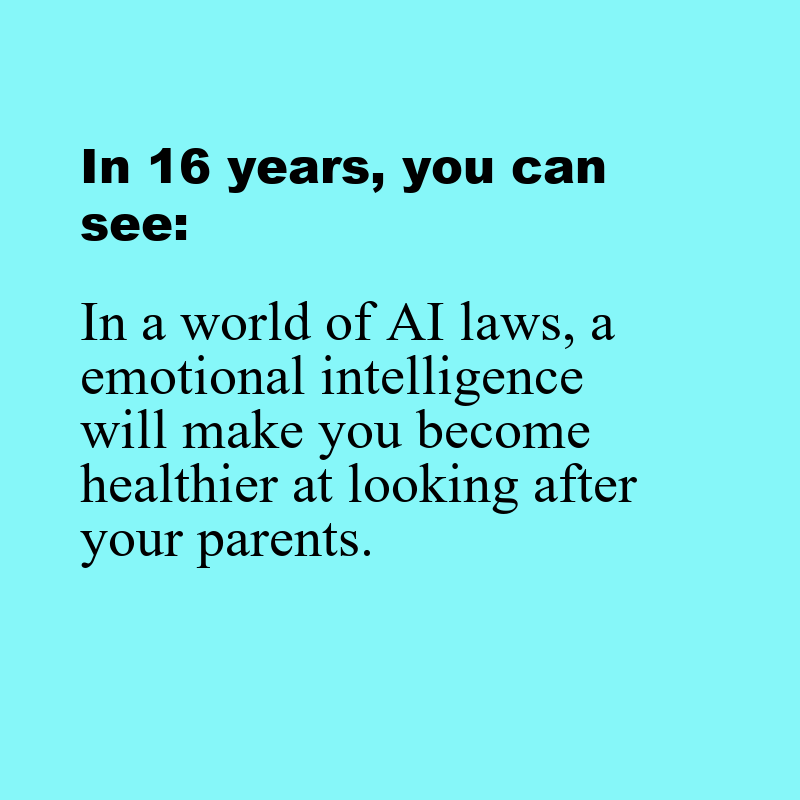 In 16 years, you can
see:
In a world of AI laws, a
emotional intelligence
will make you become
healthier at looking after
your parents.